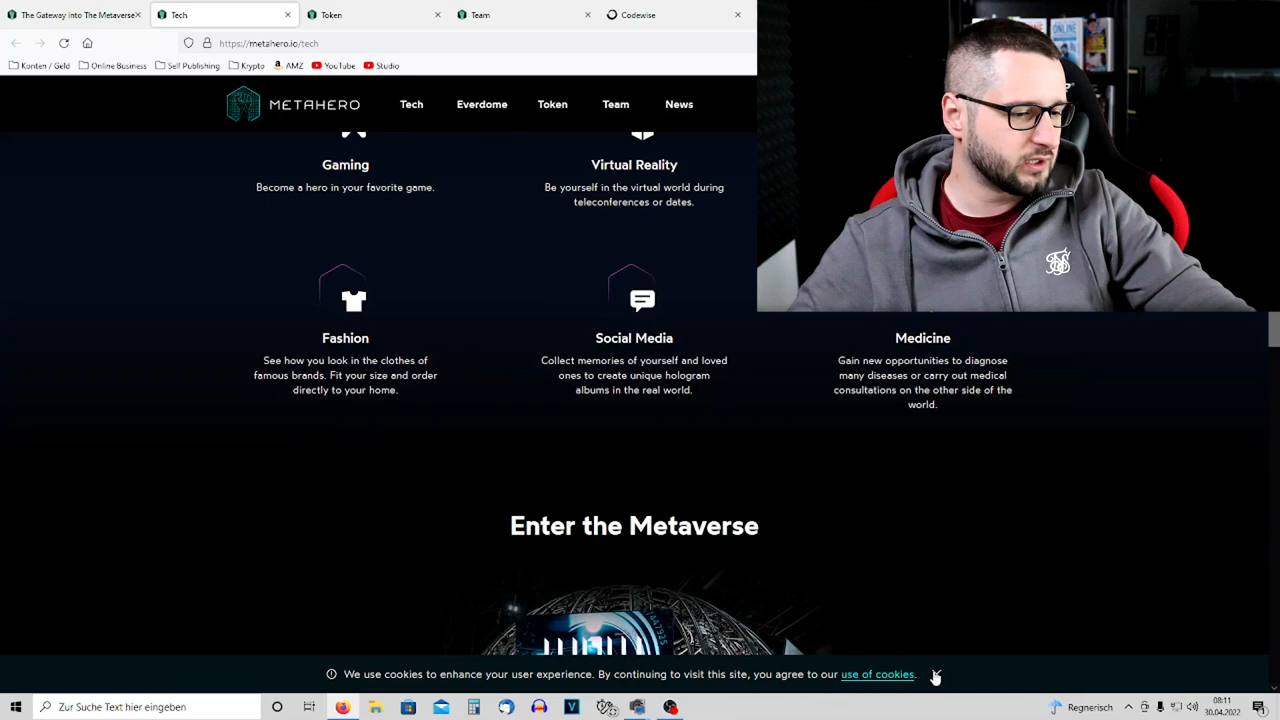 The Gateway Into The Metaverse
Tech
Token
Team
Codewise
https://metahero.io/tech
Konten / Geld
Online Business
Self Publishing
Krypto
AMZ
YouTube
Studio
METAHERO
Tech
Everdome
Token
Team
News
Gaming
Become a hero in your favorite game.
Virtual Reality
Be yourself in the virtual world during
teleconferences or dates.
Fashion
See how you look in the clothes of
famous brands. Fit your size and order
directly to your home.
Social Media
Collect memories of yourself and loved
ones to create unique hologram
albums in the real world.
Medicine
Gain new opportunities to diagnose
many diseases or carry out medical
consultations on the other side of the
world.
Enter the Metaverse
We use cookies to enhance your user experience. By continuing to visit this site, you agree to our use of cookies.
Zur Suche Text hier eingeben
Regnerisch
08:11
30.04.2022